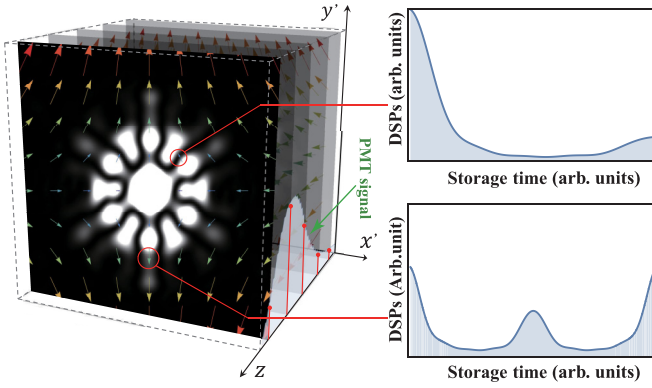 y'
DSPs (arb. units)
Storage time (arb. units)
PMT signal
x'
DSPs (Arb.unit)
z
Storage time (arb. units)